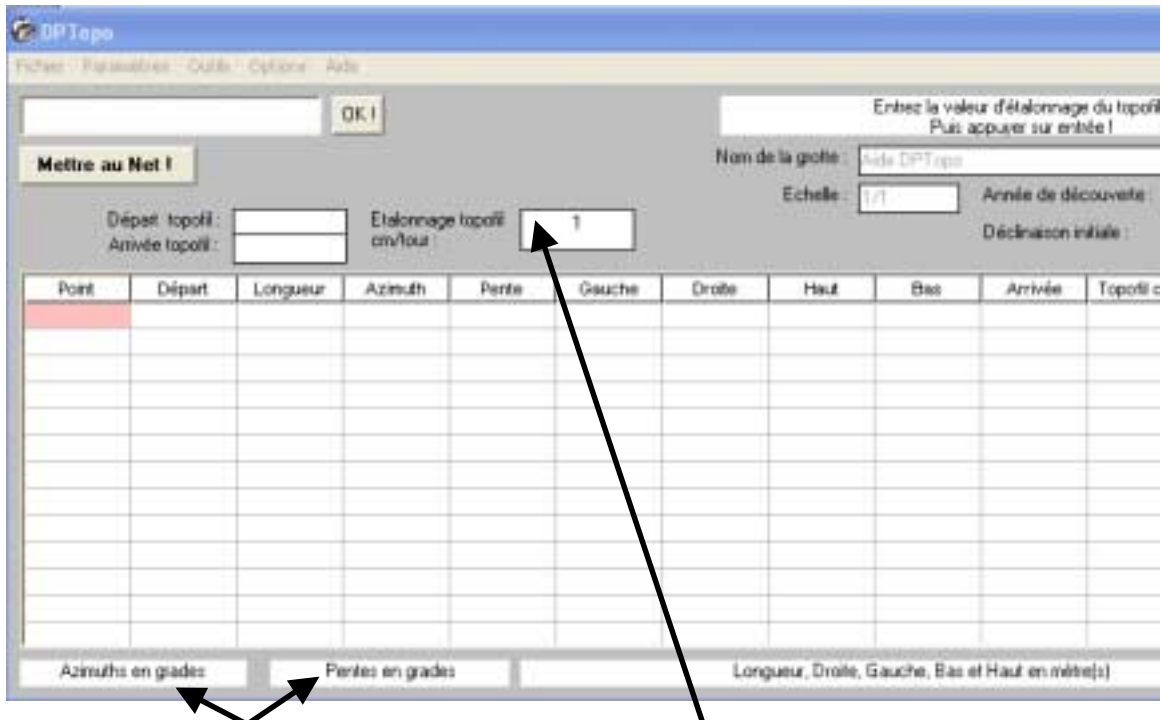 DPTopo
Fichier Paramètres Outils Options Aide
OK !
Entrez la valeur d'étalonnage du topofil
Puis appuyer sur entrée !
Mettre au Net !
Nom de la grotte : Aide DPTopo
Echelle : 1/1 Année de découverte :
Départ topofil : Etalonnage topofil 1
Arrivée topofil : cm/tour :
Déclinaison initiale :
Point Départ Longueur Azimuth Pente Gauche Droite Haut Bas Arrivée Topofil
Azimuths en grades Pentes en grades Longueur, Droite, Gauche, Bas et Haut en mètre(s)